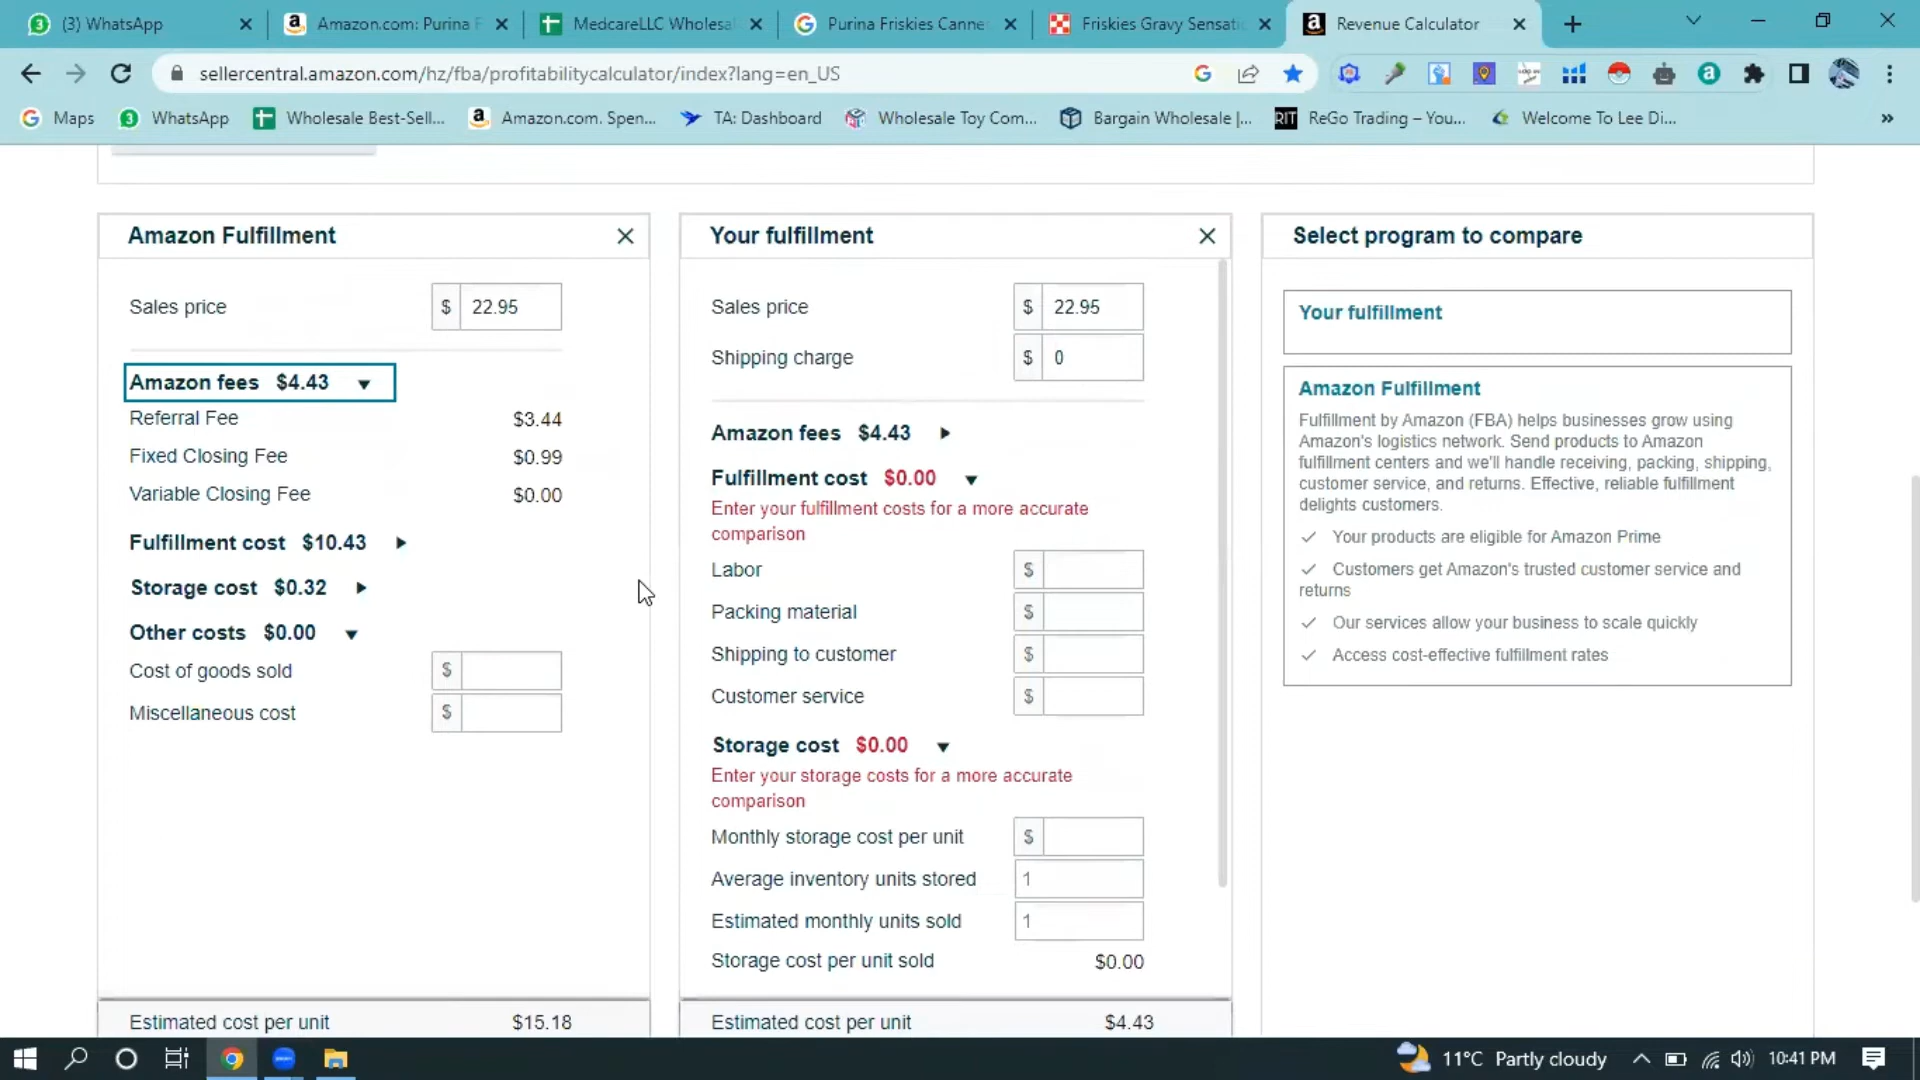 (3) WhatsApp
Amazon.com: Purina F
MedcareLLC Wholesa
Purina Friskies Canne
Friskies Gravy Sensati
Revenue Calculator
sellercentral.amazon.com/hz/fba/profitabilitycalculator/index?lang=en_US
Maps
WhatsApp
Wholesale Best-Sell...
Amazon.com. Spen...
TA: Dashboard
Wholesale Toy Com...
Bargain Wholesale |...
RIT
ReGo Trading – You...
Welcome To Lee Di...
»
Amazon Fulfillment
Sales price $ 22.95
Amazon fees $4.43
Referral Fee $3.44
Fixed Closing Fee $0.99
Variable Closing Fee $0.00
Fulfillment cost $10.43
Storage cost $0.32
Other costs $0.00
Cost of goods sold $
Miscellaneous cost $
Estimated cost per unit $15.18
Your fulfillment
Sales price $ 22.95
Shipping charge $ 0
Amazon fees $4.43
Fulfillment cost $0.00
Enter your fulfillment costs for a more accurate
comparison
Labor $
Packing material $
Shipping to customer $
Customer service $
Storage cost $0.00
Enter your storage costs for a more accurate
comparison
Monthly storage cost per unit $
Average inventory units stored 1
Estimated monthly units sold 1
Storage cost per unit sold $0.00
Estimated cost per unit $4.43
Select program to compare
Your fulfillment
Amazon Fulfillment
Fulfillment by Amazon (FBA) helps businesses grow using
Amazon's logistics network. Send products to Amazon
fulfillment centers and we'll handle receiving, packing, shipping,
customer service, and returns. Effective, reliable fulfillment
delights customers.
Your products are eligible for Amazon Prime
Customers get Amazon's trusted customer service and
returns
Our services allow your business to scale quickly
Access cost-effective fulfillment rates
11°C Partly cloudy
10:41 PM